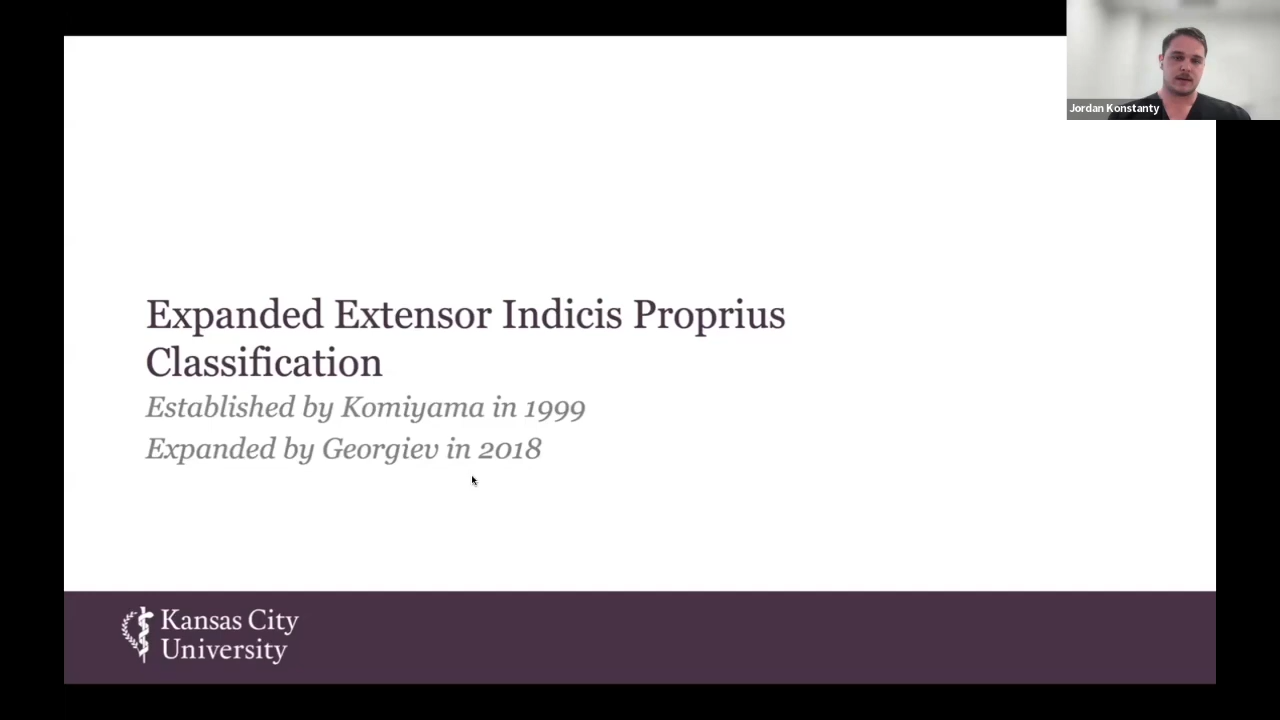 Jordan Konstanty
Expanded Extensor Indicis Proprius
Classification
Established by Komiyama in 1999
Expanded by Georgiev in 2018
Kansas City
University